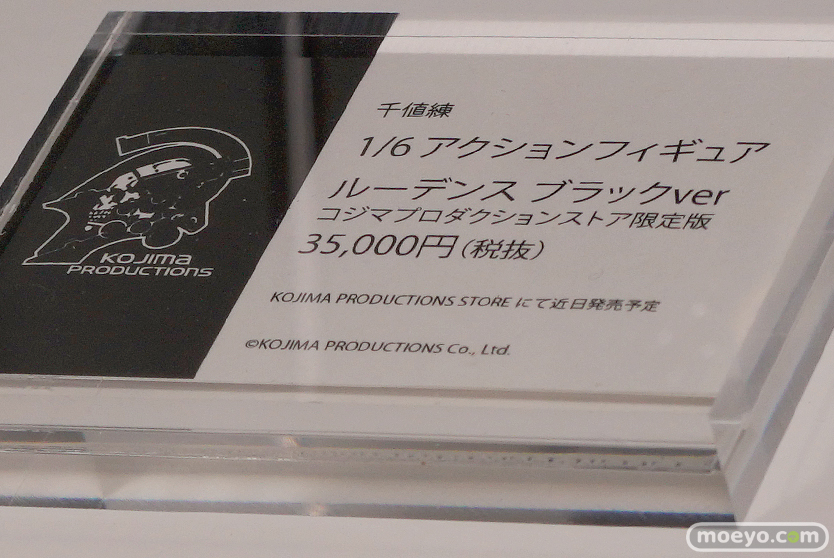 千値練
1/6 アクションフィギュア
ルーデンス ブラックver
コジマプロダクションストア限定版
35,000円(税抜)
KOJIMA PRODUCTIONS STORE にて近日発売予定
©KOJIMA PRODUCTIONS Co., Ltd.
KOJIMA
PRODUCTIONS
moeyo.com